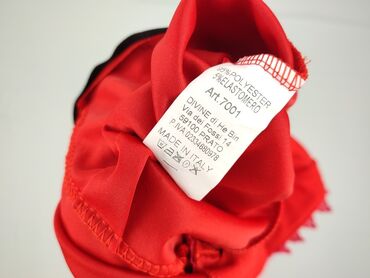 95%POLYESTER
5%ELASTOMERO
Art.7001
DIVINE di He Bin
Via dei Fossi 14
59100 PRATO
P.IVA 02334660978
MADE IN ITALY